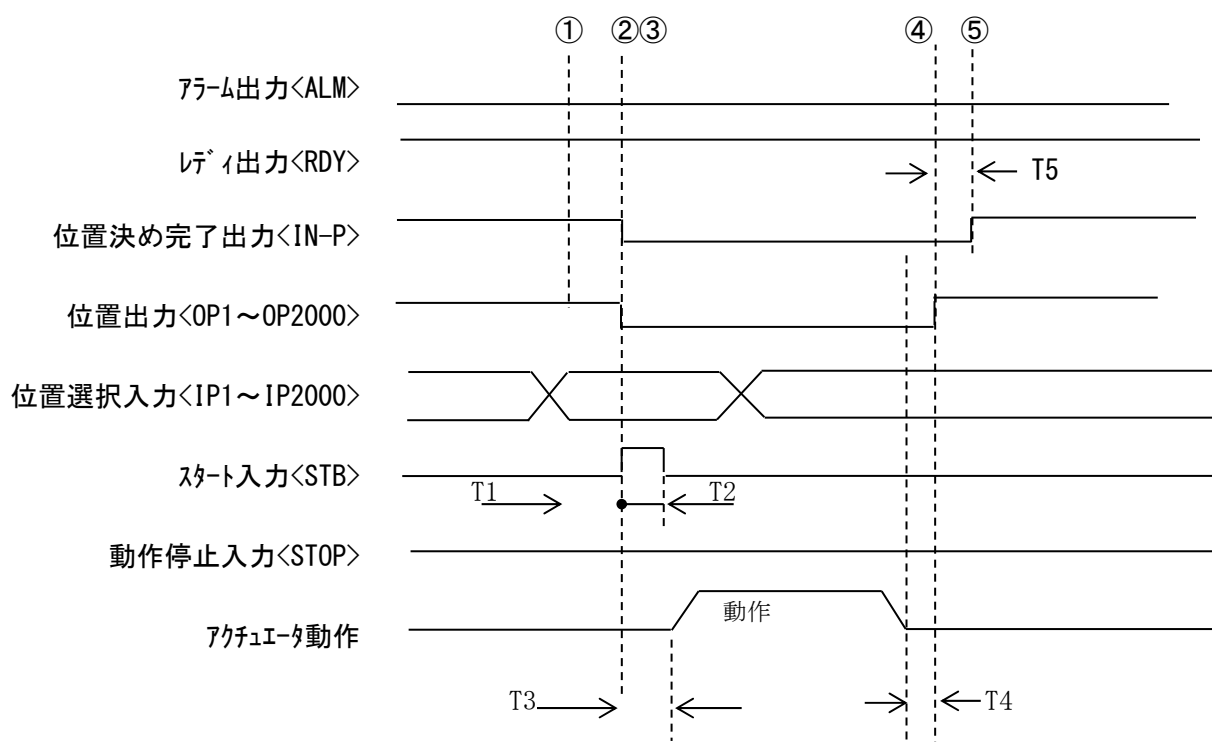 ① ②③ ④ ⑤
ｱﾗｰﾑ出力<ALM>
ﾚﾃﾞｨ出力<RDY>
T5
位置決め完了出力<IN-P>
位置出力<OP1～OP2000>
位置選択入力<IP1～IP2000>
ｽﾀｰﾄ入力<STB>
T1 T2
動作停止入力<STOP>
動作
ｱｸﾁｭｴｰﾀ動作
T3 T4